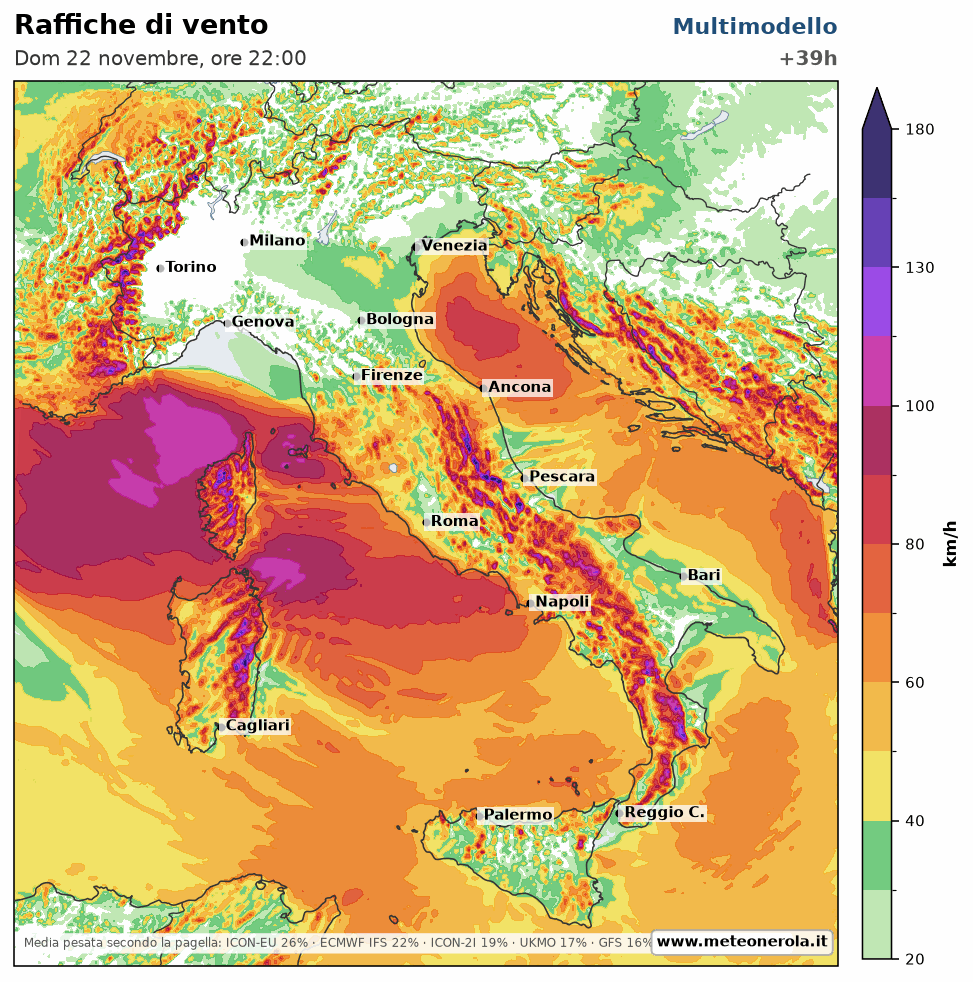 Raffiche di vento
Multimodello
Dom 22 novembre, ore 22:00
+39h
180
Milano
Venezia
Torino
130
Genova
Bologna
Firenze
Ancona
100
Pescara
Roma
80
km/h
Bari
Napoli
60
Cagliari
Palermo
Reggio C.
40
Media pesata secondo la pagella: ICON-EU 26% · ECMWF IFS 22% · ICON-2I 19% · UKMO 17% · GFS 16%
www.meteonerola.it
20